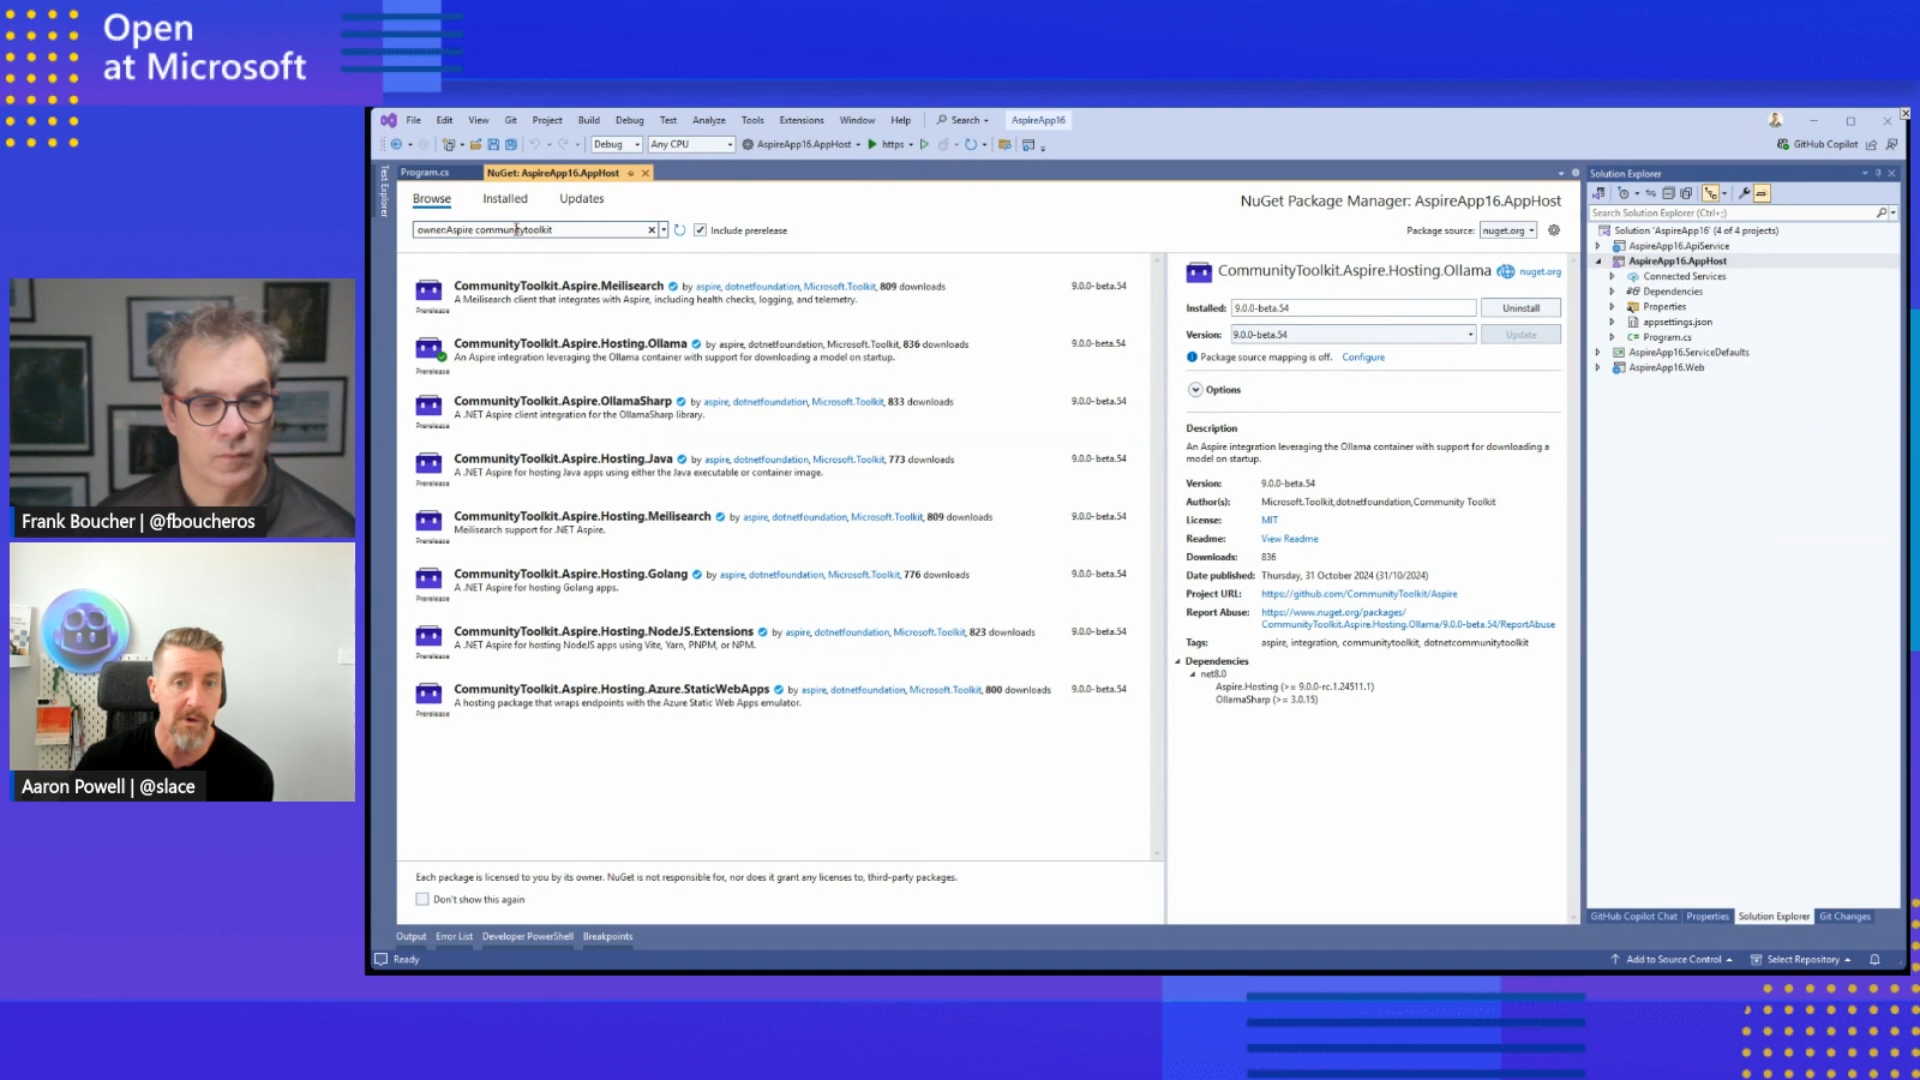 Open
at Microsoft
File Edit View Git Project Build Debug Test Analyze Tools Extensions Window Help Search AspireApp16
Debug Any CPU AspireApp16.AppHost https GitHub Copilot
Test Explorer
Program.cs NuGet: AspireApp16.AppHost
Browse Installed Updates
NuGet Package Manager: AspireApp16.AppHost
owner:Aspire communitytoolkit
Include prerelease
Package source: nuget.org
CommunityToolkit.Aspire.Meilisearch by aspire, dotnetfoundation, Microsoft.Toolkit, 809 downloads 9.0.0-beta.54
A Meilisearch client that integrates with Aspire, including health checks, logging, and telemetry.
Prerelease
CommunityToolkit.Aspire.Hosting.Ollama by aspire, dotnetfoundation, Microsoft.Toolkit, 836 downloads 9.0.0-beta.54
An Aspire integration leveraging the Ollama container with support for downloading a model on startup.
Prerelease
CommunityToolkit.Aspire.OllamaSharp by aspire, dotnetfoundation, Microsoft.Toolkit, 833 downloads 9.0.0-beta.54
A .NET Aspire client integration for the OllamaSharp library.
Prerelease
CommunityToolkit.Aspire.Hosting.Java by aspire, dotnetfoundation, Microsoft.Toolkit, 773 downloads 9.0.0-beta.54
A .NET Aspire for hosting Java apps using either the Java executable or container image.
Prerelease
CommunityToolkit.Aspire.Hosting.Meilisearch by aspire, dotnetfoundation, Microsoft.Toolkit, 809 downloads 9.0.0-beta.54
Meilisearch support for .NET Aspire.
Prerelease
CommunityToolkit.Aspire.Hosting.Golang by aspire, dotnetfoundation, Microsoft.Toolkit, 776 downloads 9.0.0-beta.54
A .NET Aspire for hosting Golang apps.
Prerelease
CommunityToolkit.Aspire.Hosting.NodeJS.Extensions by aspire, dotnetfoundation, Microsoft.Toolkit, 823 downloads 9.0.0-beta.54
A .NET Aspire for hosting NodeJS apps using Vite, Yarn, PNPM, or NPM.
Prerelease
CommunityToolkit.Aspire.Hosting.Azure.StaticWebApps by aspire, dotnetfoundation, Microsoft.Toolkit, 800 downloads 9.0.0-beta.54
A hosting package that wraps endpoints with the Azure Static Web Apps emulator.
Prerelease
Each package is licensed to you by its owner. NuGet is not responsible for, nor does it grant any licenses to, third-party packages.
Don't show this again
CommunityToolkit.Aspire.Hosting.Ollama nuget.org
Installed: 9.0.0-beta.54 Uninstall
Version: 9.0.0-beta.54 Update
Package source mapping is off. Configure
Options
Description
An Aspire integration leveraging the Ollama container with support for downloading a
model on startup.
Version: 9.0.0-beta.54
Author(s): Microsoft.Toolkit,dotnetfoundation,Community Toolkit
License: MIT
Readme: View Readme
Downloads: 836
Date published: Thursday, 31 October 2024 (31/10/2024)
Project URL: https://github.com/CommunityToolkit/Aspire
Report Abuse: https://www.nuget.org/packages/
CommunityToolkit.Aspire.Hosting.Ollama/9.0.0-beta.54/ReportAbuse
Tags: aspire, integration, communitytoolkit, dotnetcommunitytoolkit
Dependencies
net8.0
Aspire.Hosting (>= 9.0.0-rc.1.24511.1)
OllamaSharp (>= 3.0.15)
Solution Explorer
Search Solution Explorer (Ctrl+;)
Solution 'AspireApp16' (4 of 4 projects)
AspireApp16.ApiService
AspireApp16.AppHost
Connected Services
Dependencies
Properties
appsettings.json
C# Program.cs
AspireApp16.ServiceDefaults
AspireApp16.Web
GitHub Copilot Chat Properties Solution Explorer Git Changes
Output Error List Developer PowerShell Breakpoints
Ready
Add to Source Control Select Repository
Frank Boucher | @fboucheros
Aaron Powell | @slace